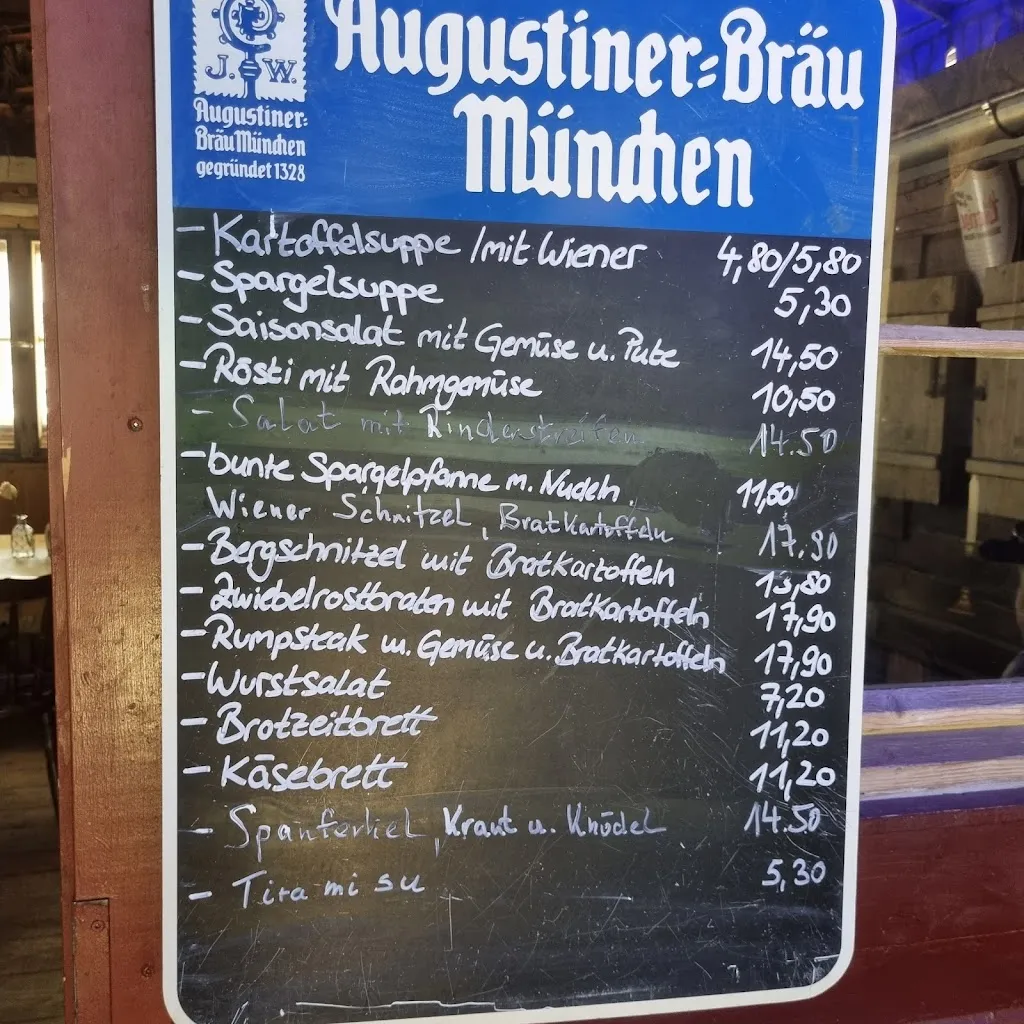 J. W.
Augustiner=
Bräu München
gegründet 1328
Augustiner=Bräu
München
- Kartoffelsuppe /mit Wiener 4,80/5,80
- Spargelsuppe 5,30
- Saisonsalat mit Gemüse u. Pute 14,50
- Rösti mit Rahmgemüse 10,50
- Salat mit Rinderstreifen 14.50
- bunte Spargelpfanne m. Nudeln 11,60
Wiener Schnitzel, Bratkartoffeln 17.90
- Bergschnitzel mit Bratkartoffeln 13,80
- Zwiebelrostbraten mit Bratkartoffeln 17,90
- Rumpsteak m. Gemüse u. Bratkartoffeln 17,90
- Wurstsalat 7,20
- Brotzeitbrett 11,20
- Käsebrett 11,20
- Spanferkel, Kraut u. Knödel 14.50
- Tira mi su 5,30